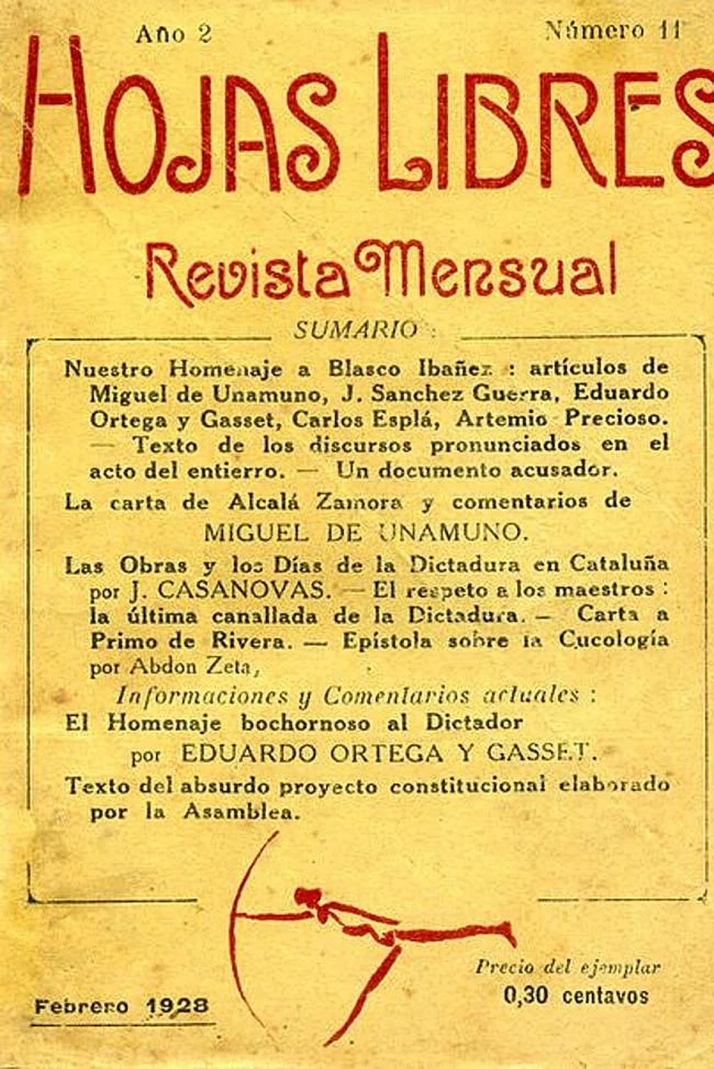 Año 2
Número 11
HOJAS LIBRES
Revista Mensual
SUMARIO :
Nuestro Homenaje a Blasco Ibañez : artículos de
Miguel de Unamuno, J. Sanchez Guerra, Eduardo
Ortega y Gasset, Carlos Esplá, Artemio Precioso.
— Texto de los discursos pronunciados en el
acto del entierro. — Un documento acusador.
La carta de Alcalá Zamora y comentarios de
MIGUEL DE UNAMUNO.
Las Obras y los Días de la Dictadura en Cataluña
por J. CASANOVAS. — El respeto a los maestros :
la última canallada de la Dictadura. — Carta a
Primo de Rivera. — Epístola sobre la Cucología
por Abdon Zeta,
Informaciones y Comentarios actuales :
El Homenaje bochornoso al Dictador
por EDUARDO ORTEGA Y GASSET.
Texto del absurdo proyecto constitucional elaborado
por la Asamblea.
Precio del ejemplar
0,30 centavos
Febrero 1928